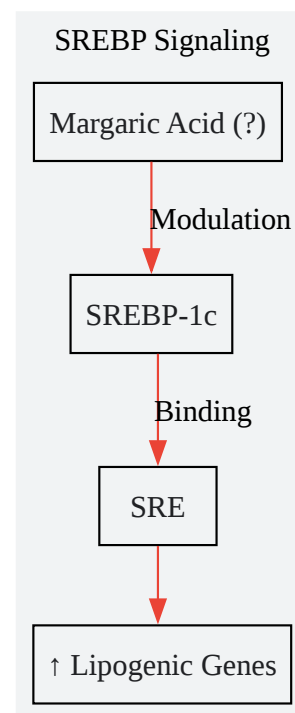 SREBP Signaling
Margaric Acid (?)
Modulation
SREBP-1c
Binding
SRE
↑ Lipogenic Genes